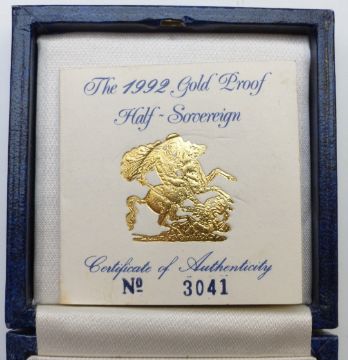 The 1992 Gold Proof
Half-Sovereign
Certificate of Authenticity
Nº 3041